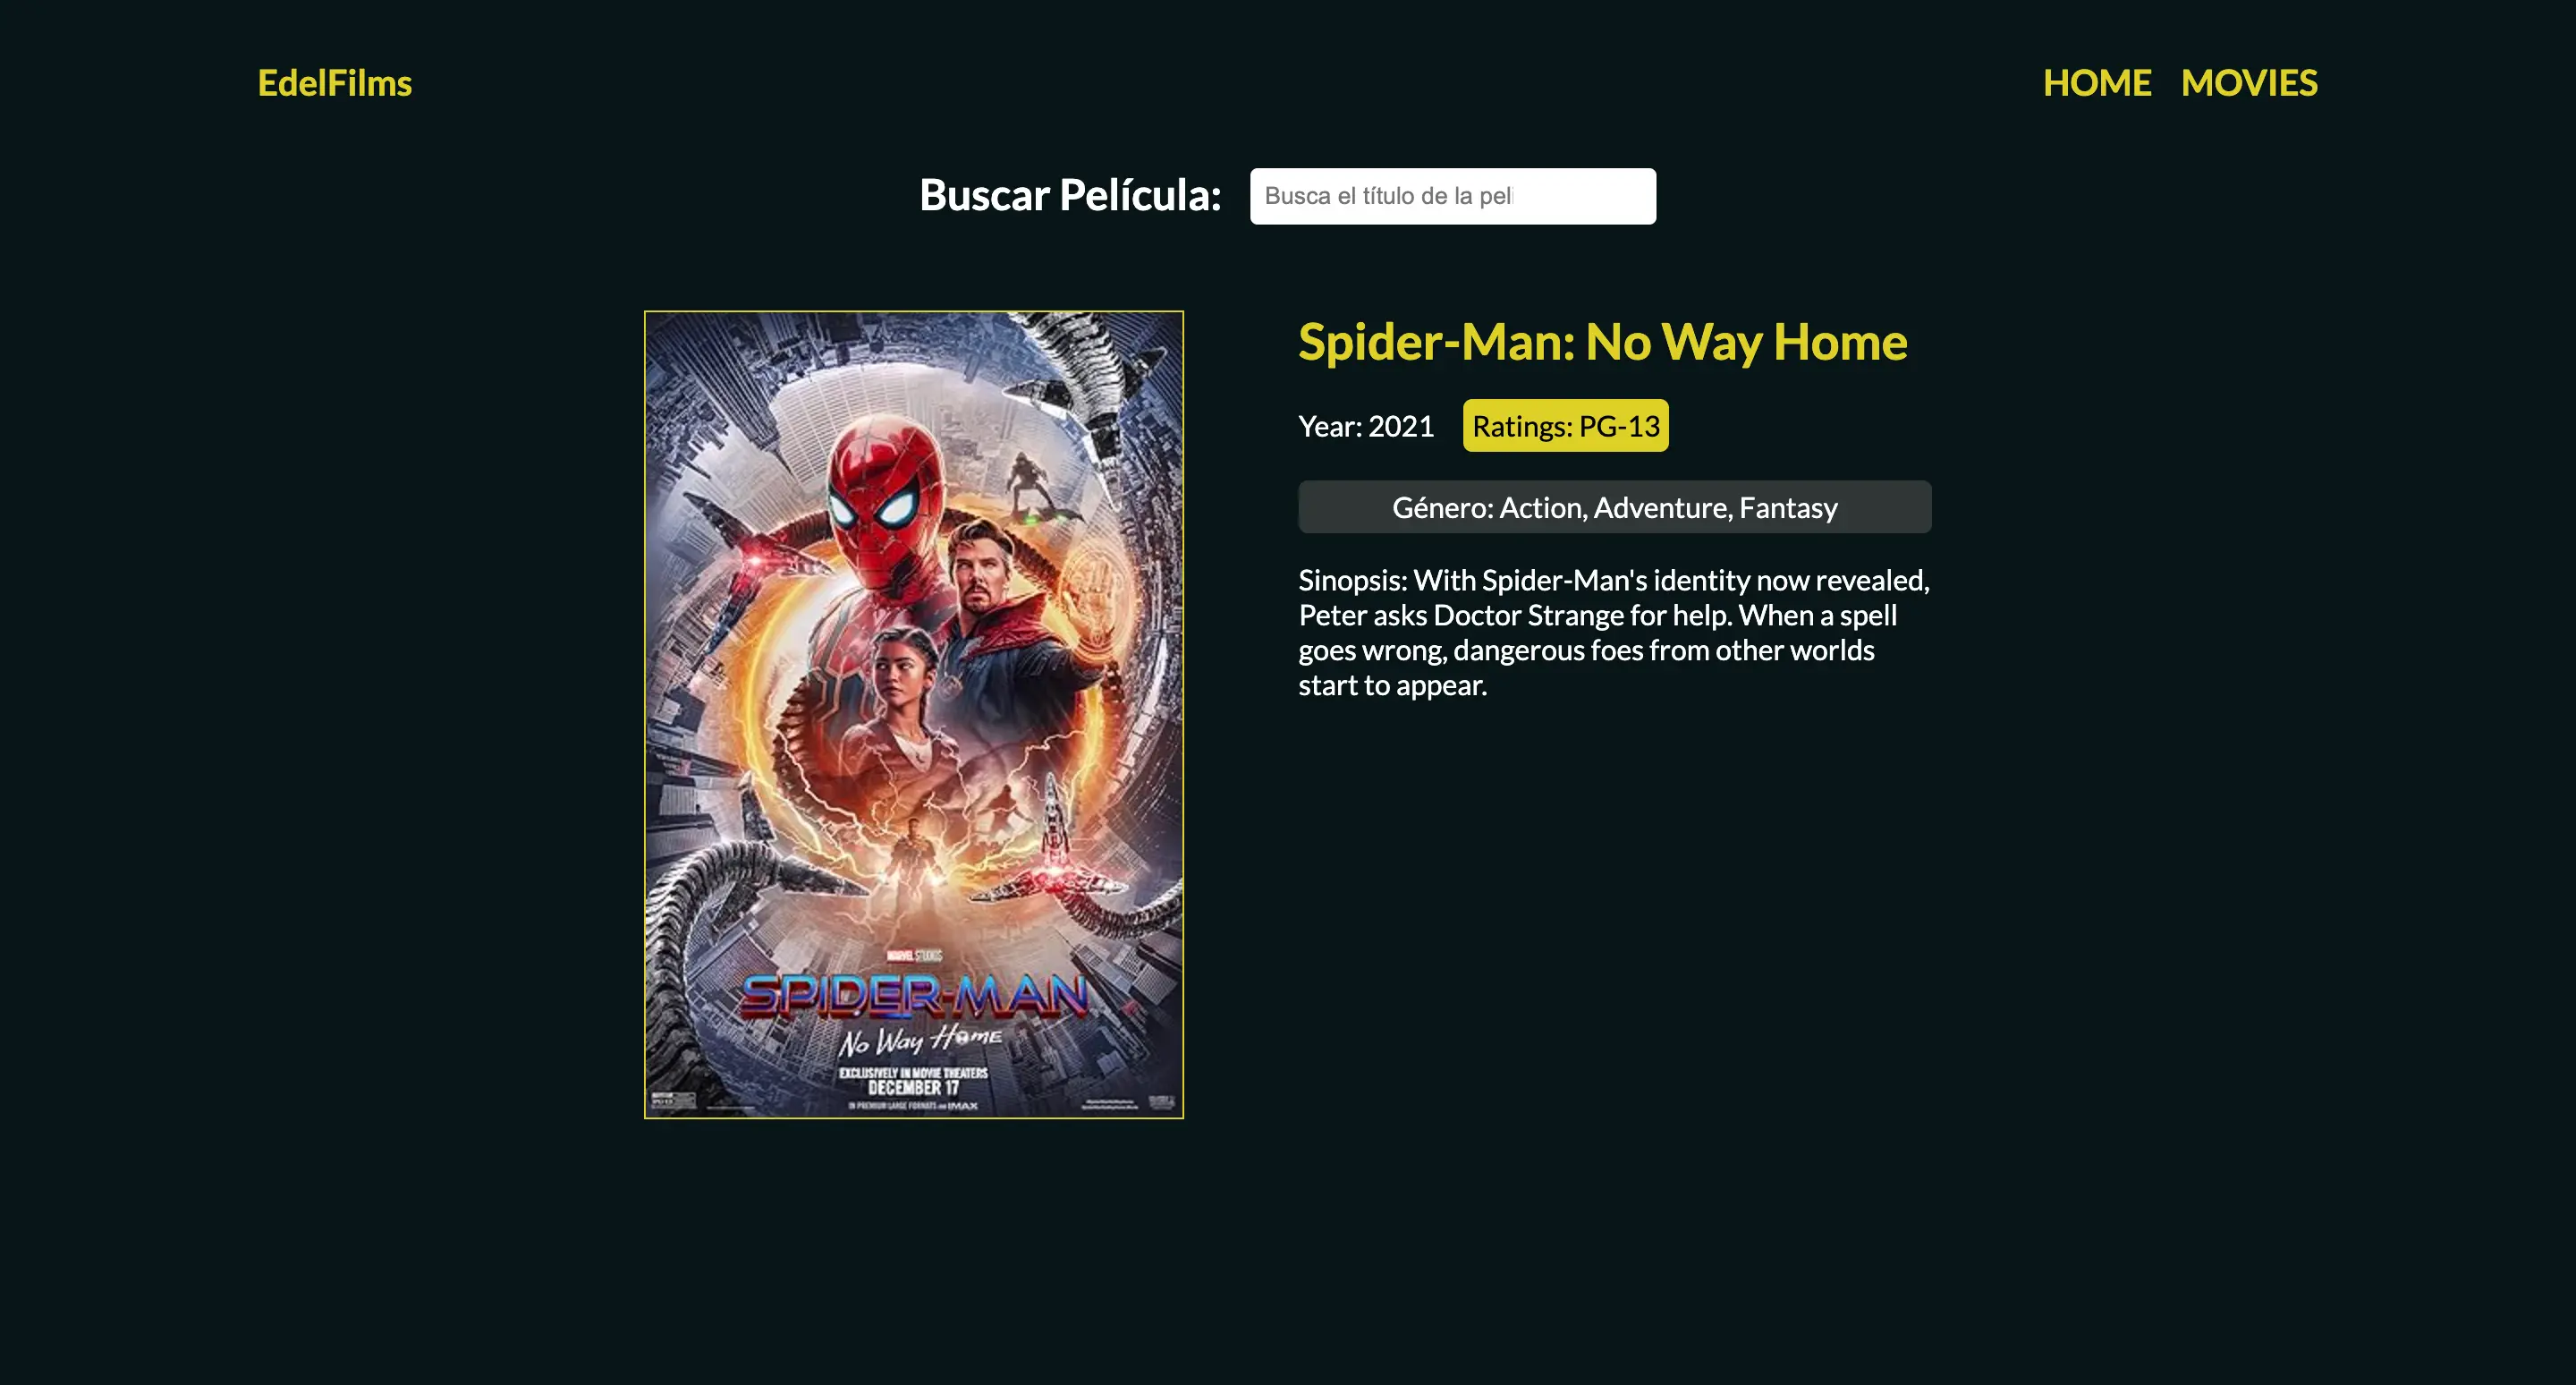 EdelFilms
HOME MOVIES
Buscar Película:
Busca el título de la pel
Spider-Man: No Way Home
Year: 2021
Ratings: PG-13
Género: Action, Adventure, Fantasy
Sinopsis: With Spider-Man's identity now revealed,
Peter asks Doctor Strange for help. When a spell
goes wrong, dangerous foes from other worlds
start to appear.
MARVEL STUDIOS
SPIDER-MAN
No Way Home
EXCLUSIVELY IN MOVIE THEATERS
DECEMBER 17
IN PREMIUM LARGE FORMATS and IMAX